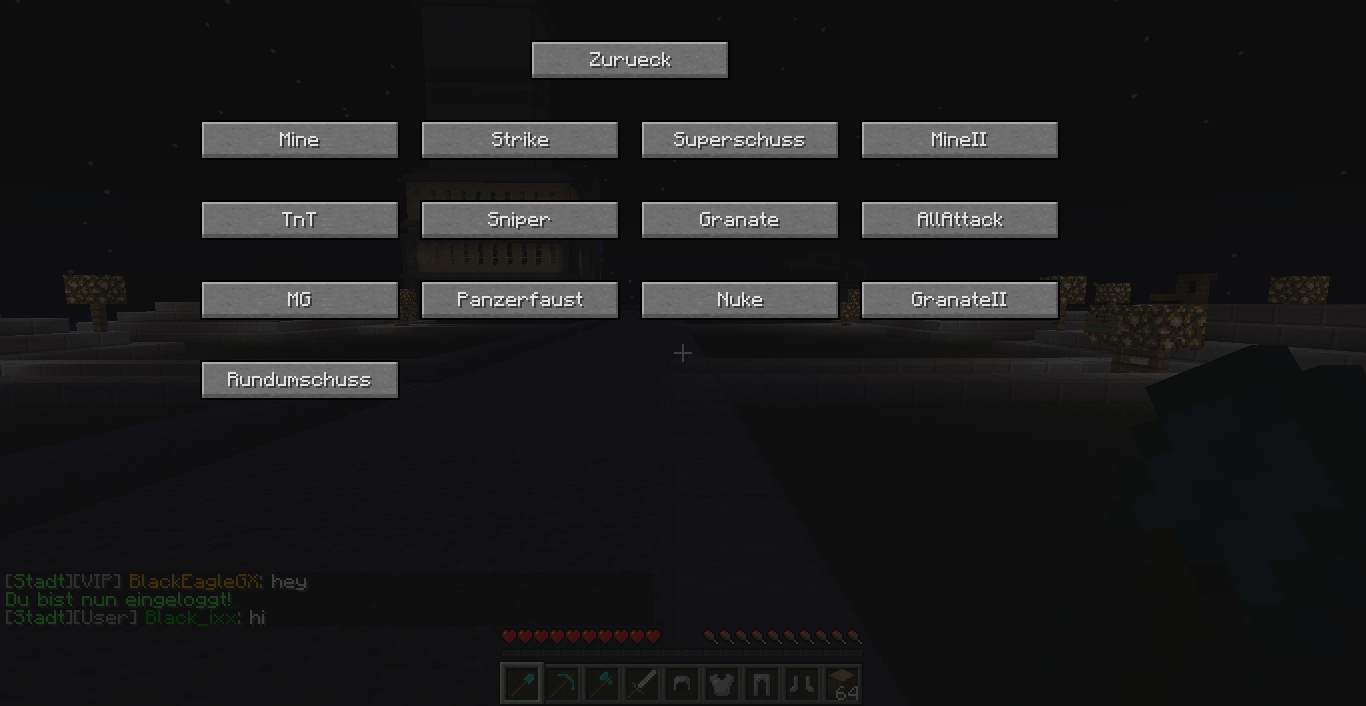 Zurueck
Mine Strike Superschuss MineII
TnT Sniper Granate AllAttack
MG Panzerfaust Nuke GranateII
Rundumschuss
[Stadt][VIP] BlackEagleGX: hey
Du bist nun eingeloggt!
[Stadt][User] Black_ixx: hi
64